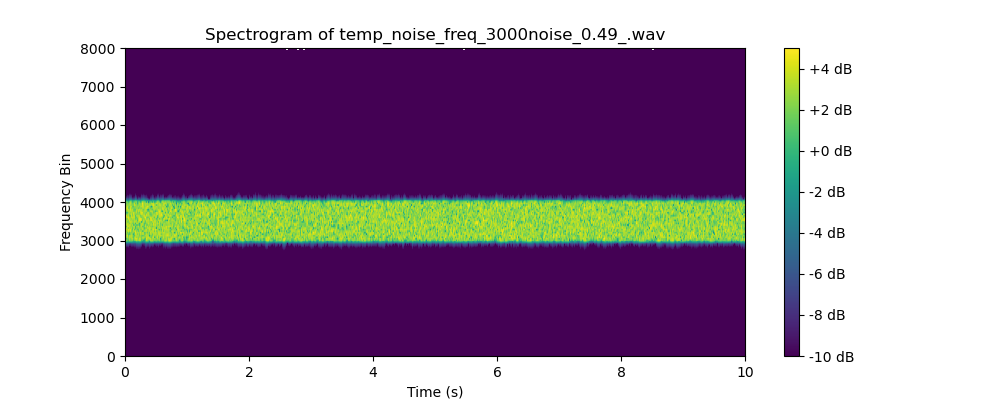 Spectrogram of temp_noise_freq_3000noise_0.49_.wav
8000
7000
6000
5000
4000
3000
2000
1000
0
Frequency Bin
0 2 4 6 8 10
Time (s)
+4 dB
+2 dB
+0 dB
-2 dB
-4 dB
-6 dB
-8 dB
-10 dB